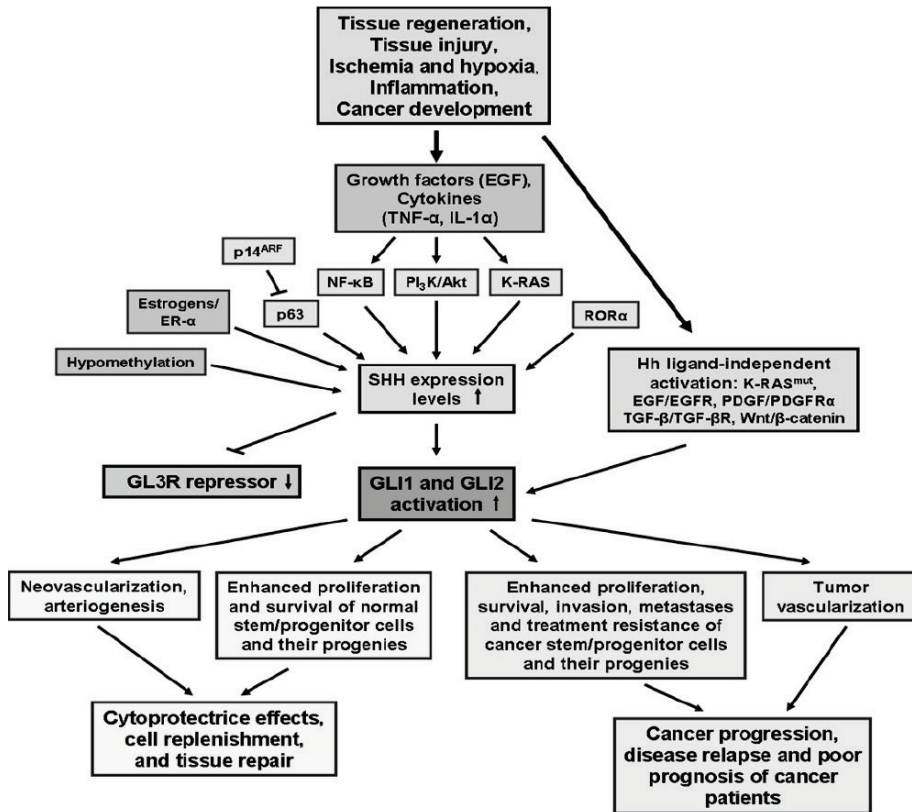 Tissue regeneration,
Tissue injury,
Ischemia and hypoxia,
Inflammation,
Cancer development
Growth factors (EGF),
Cytokines
(TNF-α, IL-1α)
p14ARF
NF-κB
PI3K/Akt
K-RAS
Estrogens/
ER-α
p63
RORα
Hypomethylation
SHH expression
levels ↑
Hh ligand-independent
activation: K-RASmut,
EGF/EGFR, PDGF/PDGFRα
TGF-β/TGF-βR, Wnt/β-catenin
GL3R repressor ↓
GLI1 and GLI2
activation ↑
Neovascularization,
arteriogenesis
Enhanced proliferation
and survival of normal
stem/progenitor cells
and their progenies
Enhanced proliferation,
survival, invasion, metastases
and treatment resistance of
cancer stem/progenitor cells
and their progenies
Tumor
vascularization
Cytoprotectrice effects,
cell replenishment,
and tissue repair
Cancer progression,
disease relapse and poor
prognosis of cancer
patients